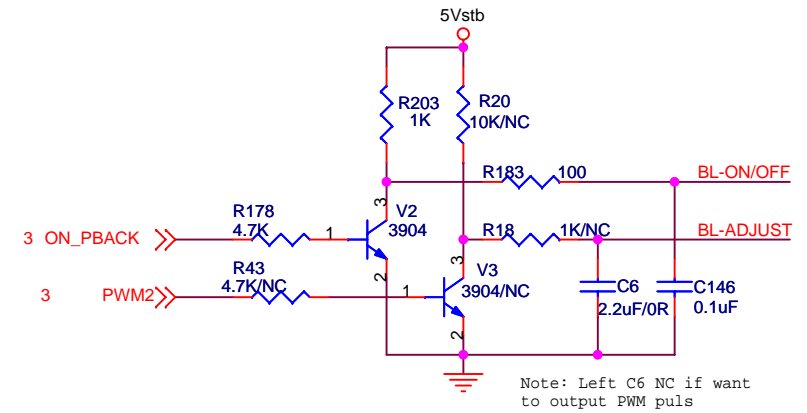 5Vstb
R203
1K
R20
10K/NC
R183 100
BL-ON/OFF
3
R178
4.7K
V2
3904
3 ON_PBACK
1
R18 1K/NC
BL-ADJUST
2
3
R43
4.7K/NC
V3
3904/NC
3 PWM2
1
C6
2.2uF/0R
C146
0.1uF
2
Note: Left C6 NC if want
to output PWM puls